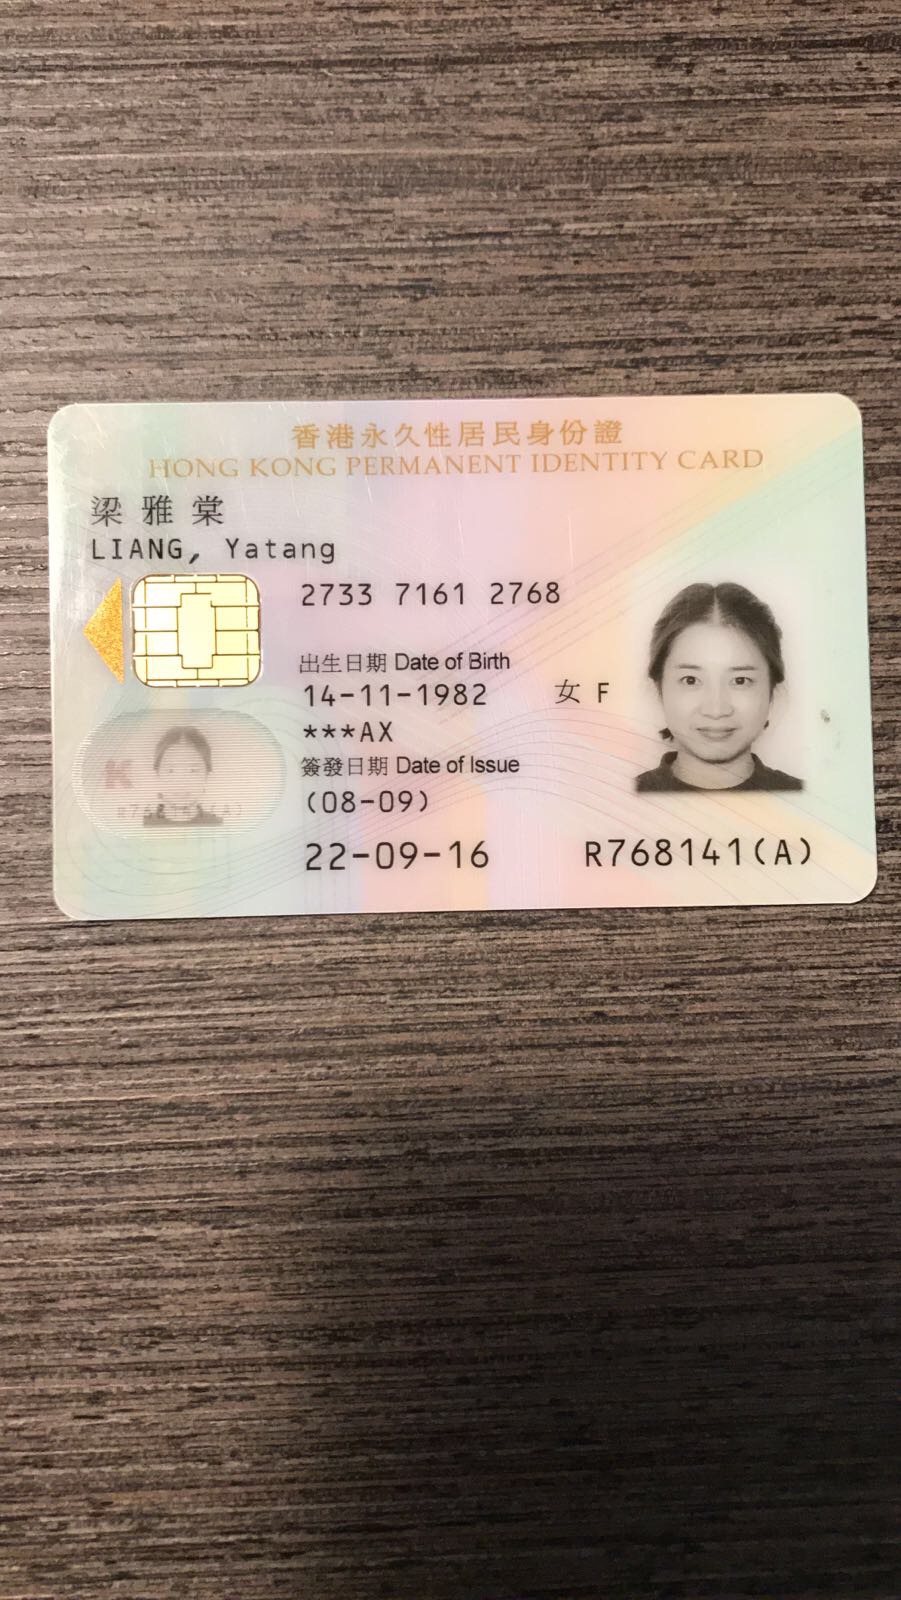 香港永久性居民身份證
HONG KONG PERMANENT IDENTITY CARD
梁雅棠
LIANG, Yatang
2733 7161 2768
出生日期 Date of Birth
14-11-1982 女 F
***AX
簽發日期 Date of Issue
(08-09)
22-09-16 R768141(A)
K